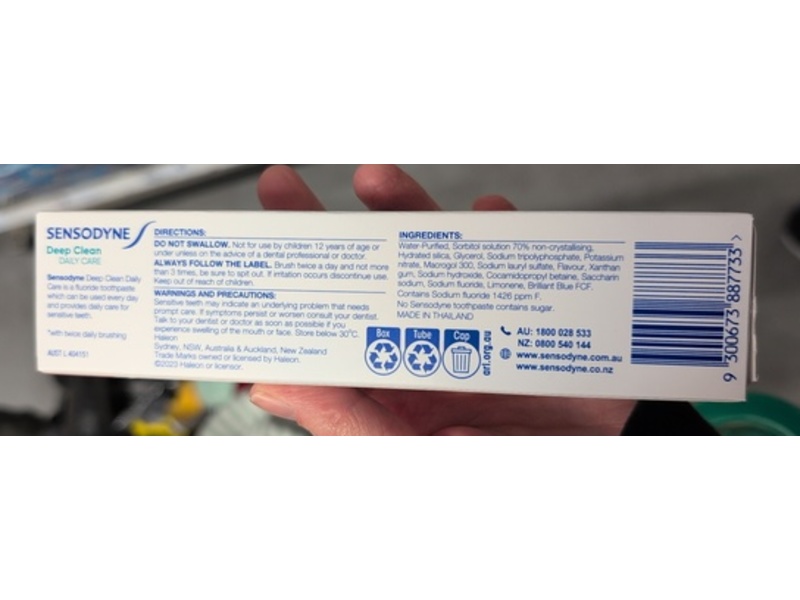 SENSODYNE
Deep Clean
DAILY CARE
Sensodyne Deep Clean Daily
Care is a fluoride toothpaste
which can be used every day
and provides daily care for
sensitive teeth.
*with twice daily brushing
AUST L 404151
DIRECTIONS:
DO NOT SWALLOW. Not for use by children 12 years of age or
under unless on the advice of a dental professional or doctor.
ALWAYS FOLLOW THE LABEL. Brush twice a day and not more
than 3 times, be sure to spit out. If irritation occurs discontinue use.
Keep out of reach of children.
WARNINGS AND PRECAUTIONS:
Sensitive teeth may indicate an underlying problem that needs
prompt care. If symptoms persist or worsen consult your dentist.
Talk to your dentist or doctor as soon as possible if you
experience swelling of the mouth or face. Store below 30°C.
Haleon
Sydney, NSW, Australia & Auckland, New Zealand
Trade Marks owned or licensed by Haleon.
©2023 Haleon or licensor.
INGREDIENTS:
Water-Purified, Sorbitol solution 70% non-crystallising,
Hydrated silica, Glycerol, Sodium tripolyphosphate, Potassium
nitrate, Macrogol 300, Sodium lauryl sulfate, Flavour, Xanthan
gum, Sodium hydroxide, Cocamidopropyl betaine, Saccharin
sodium, Sodium fluoride, Limonene, Brilliant Blue FCF.
Contains Sodium fluoride 1426 ppm F.
No Sensodyne toothpaste contains sugar.
MADE IN THAILAND
Box
Tube
Cap
arl.org.au
AU: 1800 028 533
NZ: 0800 540 144
www.sensodyne.com.au
www.sensodyne.co.nz
9 300673 887733 >